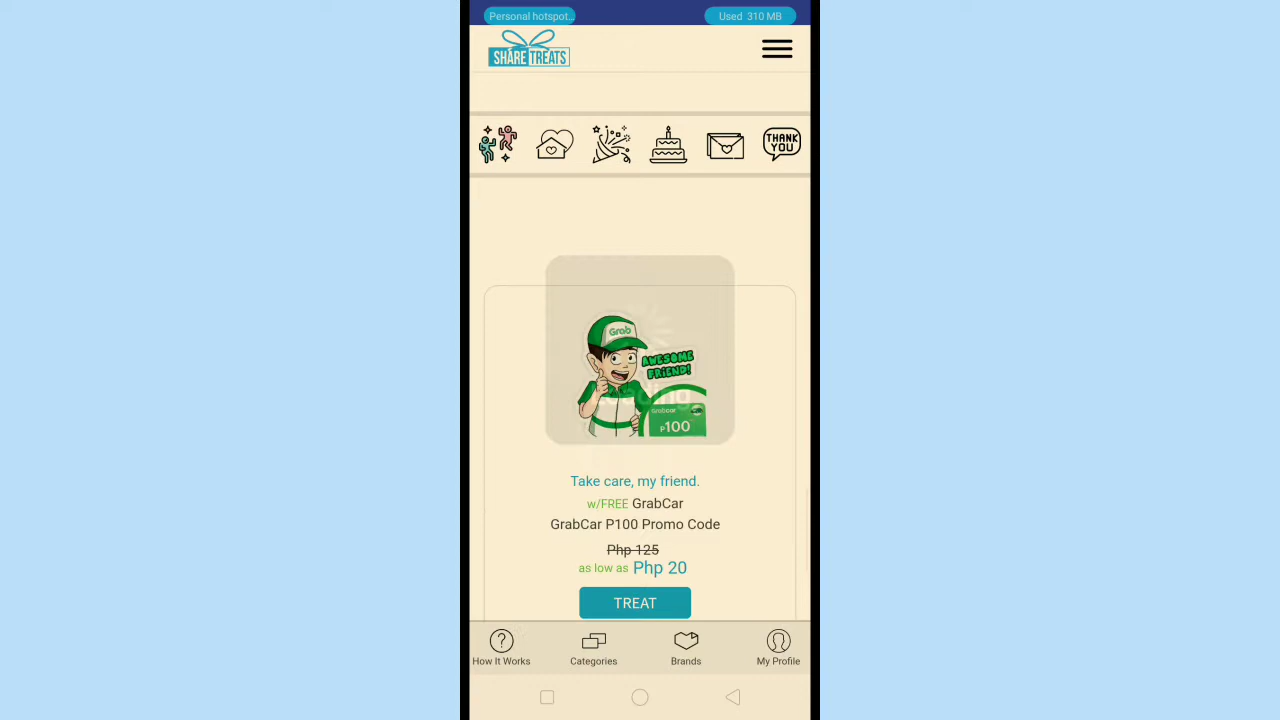 Personal hotspot...
Used 310 MB
SHARE TREATS
THANK
YOU
Grab
AWESOME
FRIEND!
Loading
Grabcar
₱100
Take care, my friend.
w/FREE GrabCar
GrabCar P100 Promo Code
Php 125
as low as Php 20
TREAT
How It Works
Categories
Brands
My Profile